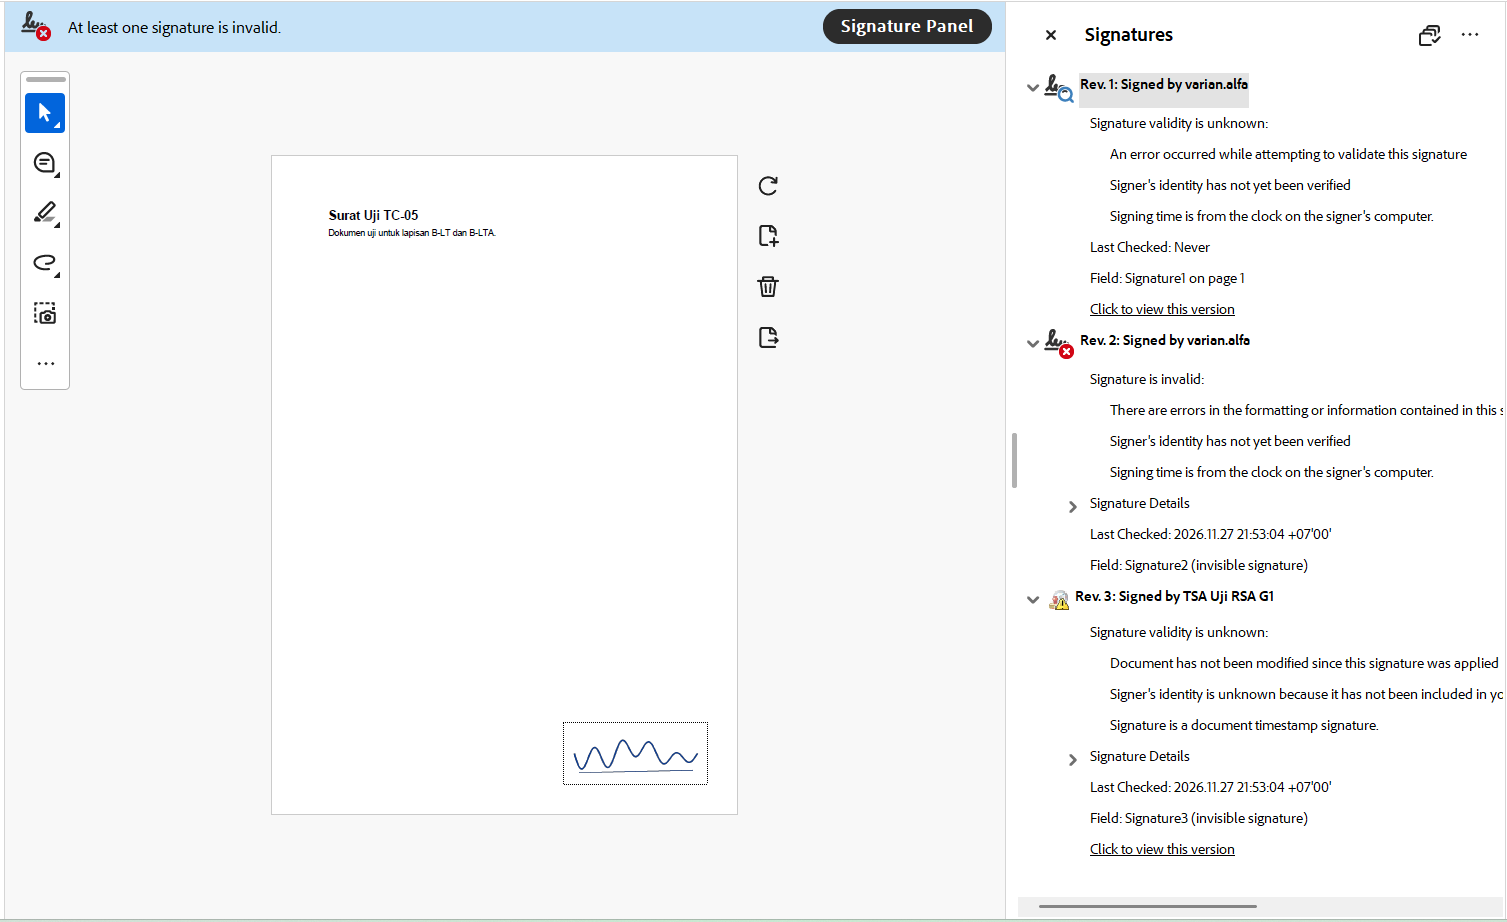 At least one signature is invalid.
Signature Panel
Surat Uji TC-05
Dokumen uji untuk lapisan B-LT dan B-LTA.
Signatures
Rev. 1: Signed by varian.alfa
Signature validity is unknown:
An error occurred while attempting to validate this signature
Signer's identity has not yet been verified
Signing time is from the clock on the signer's computer.
Last Checked: Never
Field: Signature1 on page 1
Click to view this version
Rev. 2: Signed by varian.alfa
Signature is invalid:
There are errors in the formatting or information contained in this s
Signer's identity has not yet been verified
Signing time is from the clock on the signer's computer.
Signature Details
Last Checked: 2026.11.27 21:53:04 +07'00'
Field: Signature2 (invisible signature)
Rev. 3: Signed by TSA Uji RSA G1
Signature validity is unknown:
Document has not been modified since this signature was applied
Signer's identity is unknown because it has not been included in yo
Signature is a document timestamp signature.
Signature Details
Last Checked: 2026.11.27 21:53:04 +07'00'
Field: Signature3 (invisible signature)
Click to view this version